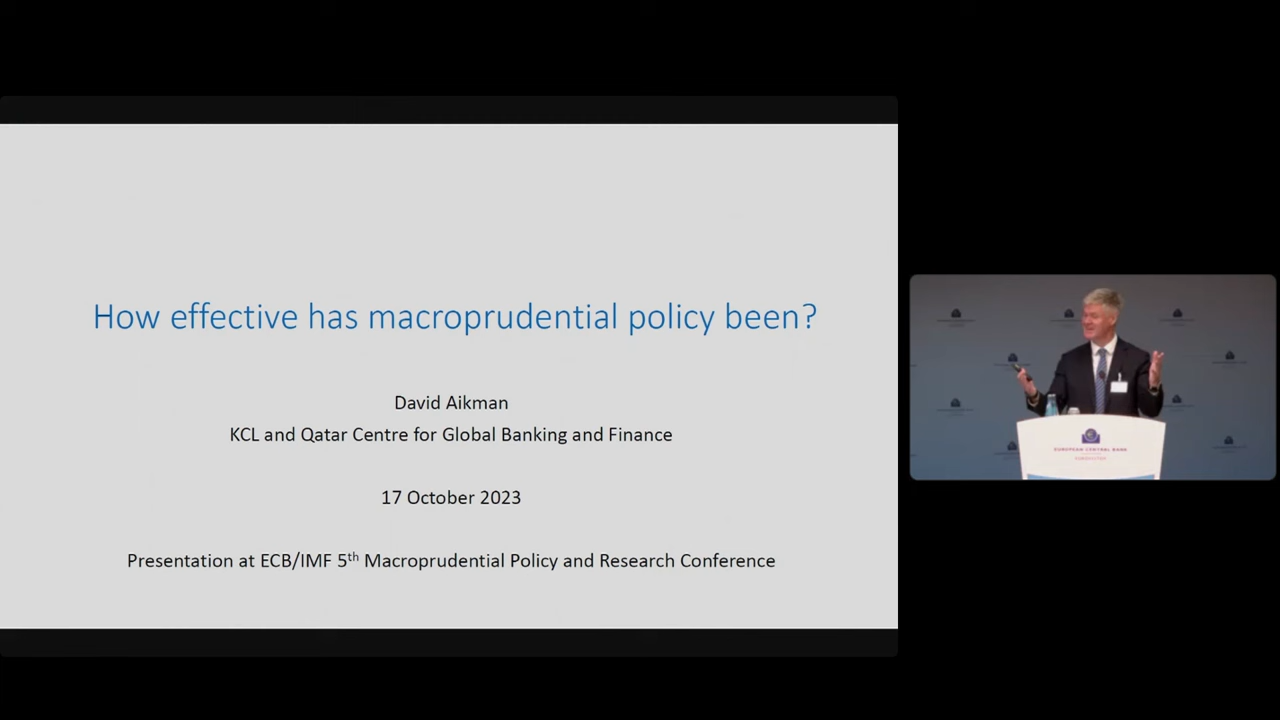 How effective has macroprudential policy been?
David Aikman
KCL and Qatar Centre for Global Banking and Finance
17 October 2023
Presentation at ECB/IMF 5th Macroprudential Policy and Research Conference
EUROPEAN CENTRAL BANK